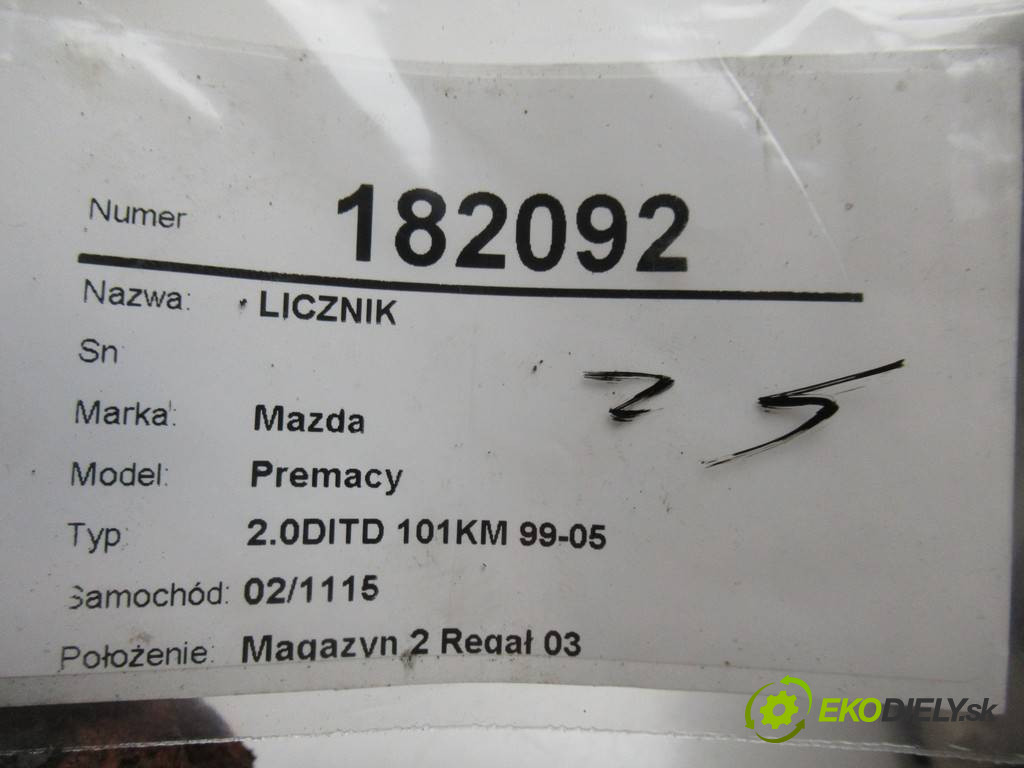 Numer 182092
Nazwa: LICZNIK
Sn
25
Marka: Mazda
Model: Premacy
Typ: 2.0DITD 101KM 99-05
Samochód: 02/1115
Położenie: Magazyn 2 Regał 03
EKODIELY.sk